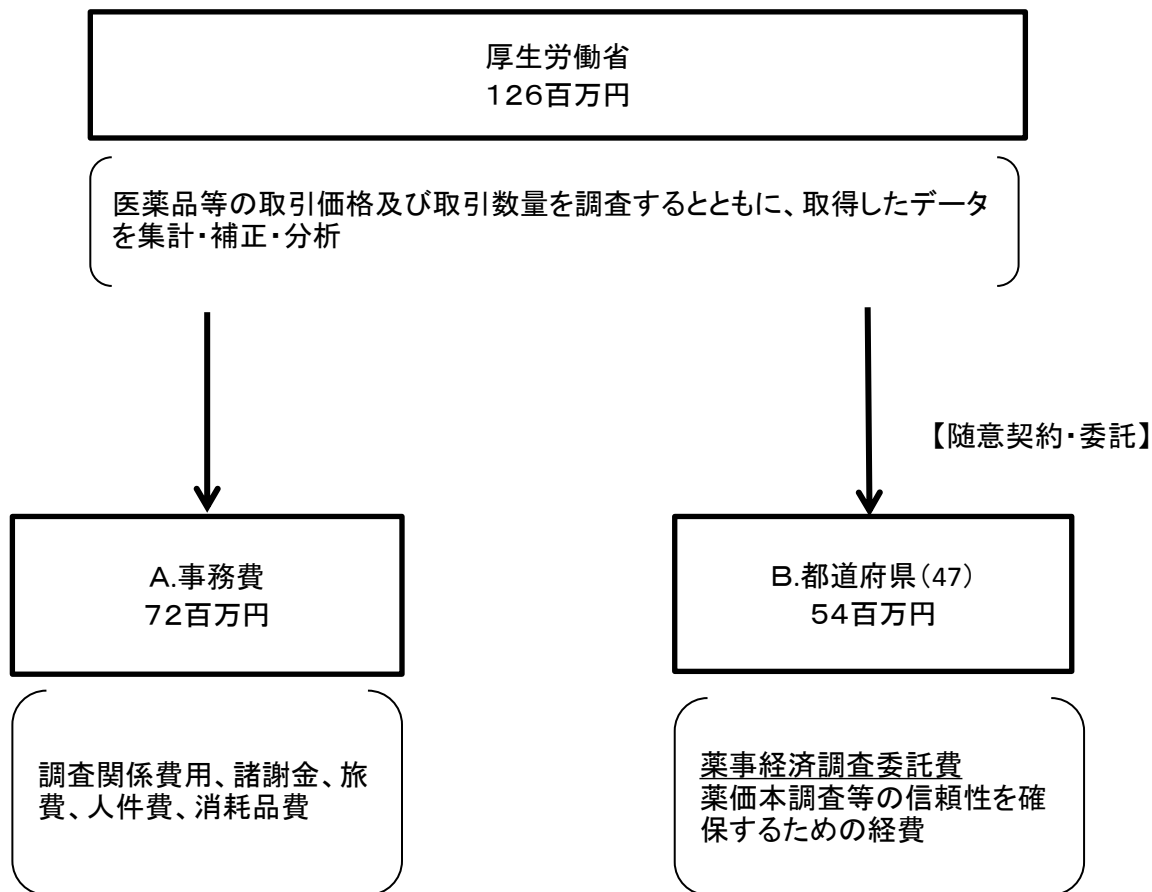 厚生労働省
126百万円
医薬品等の取引価格及び取引数量を調査するとともに、取得したデータ
を集計・補正・分析
【随意契約・委託】
A.事務費
72百万円
B.都道府県(47)
54百万円
調査関係費用、諸謝金、旅
費、人件費、消耗品費
薬事経済調査委託費
薬価本調査等の信頼性を確
保するための経費